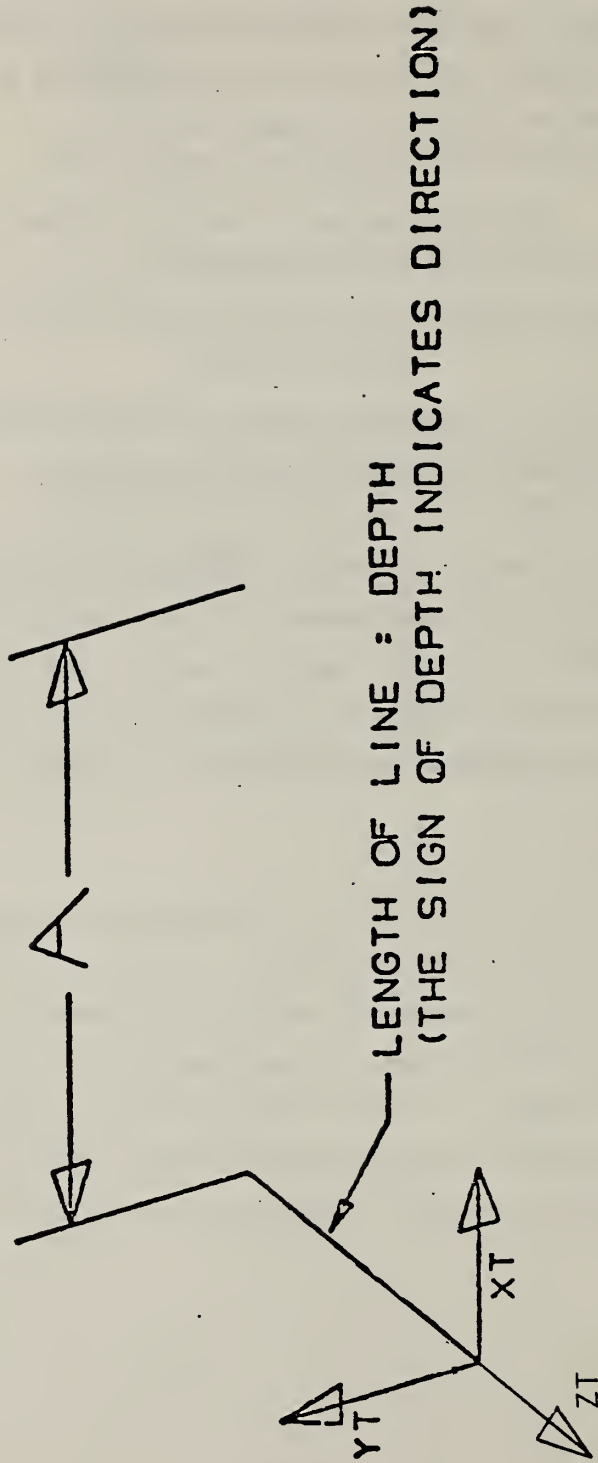 A
LENGTH OF LINE = DEPTH
(THE SIGN OF DEPTH INDICATES DIRECTION)
YT
XT
ZT